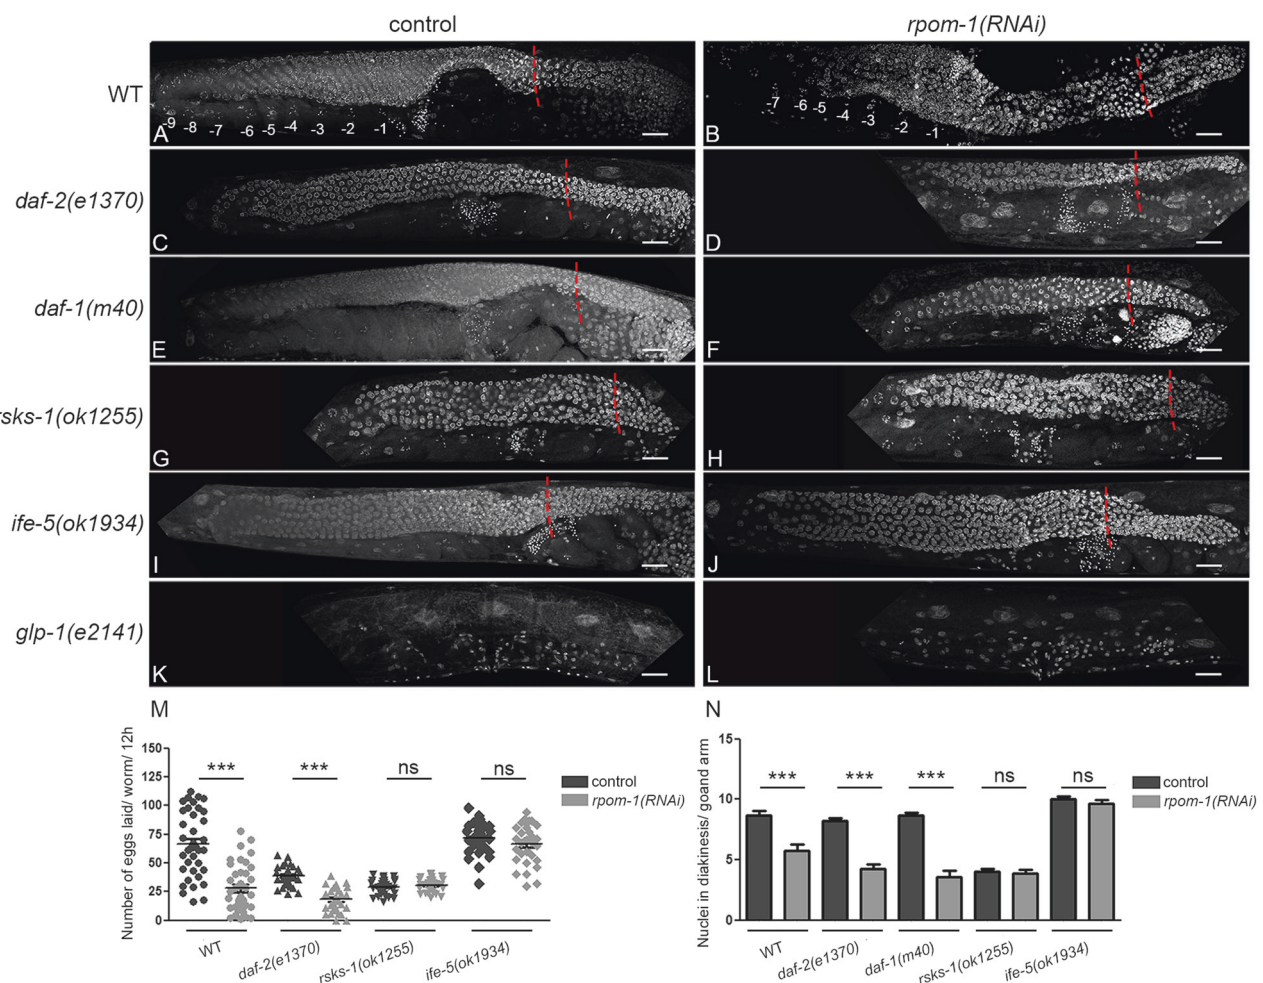 control
rpom-1(RNAi)
WT
-9 -8 -7 -6 -5 -4 -3 -2 -1
A
-7 -6 -5 -4 -3 -2 -1
B
daf-2(e1370)
C
D
daf-1(m40)
E
F
rsks-1(ok1255)
G
H
ife-5(ok1934)
I
J
glp-1(e2141)
K
L
M
Number of eggs laid/ worm/ 12h
150
100
75
50
25
0
***
***
ns
ns
control
rpom-1(RNAi)
WT
daf-2(e1370)
rsks-1(ok1255)
ife-5(ok1934)
N
Nuclei in diakinesis/ goand arm
15
10
5
0
***
***
***
ns
ns
control
rpom-1(RNAi)
WT
daf-2(e1370)
daf-1(m40)
rsks-1(ok1255)
ife-5(ok1934)